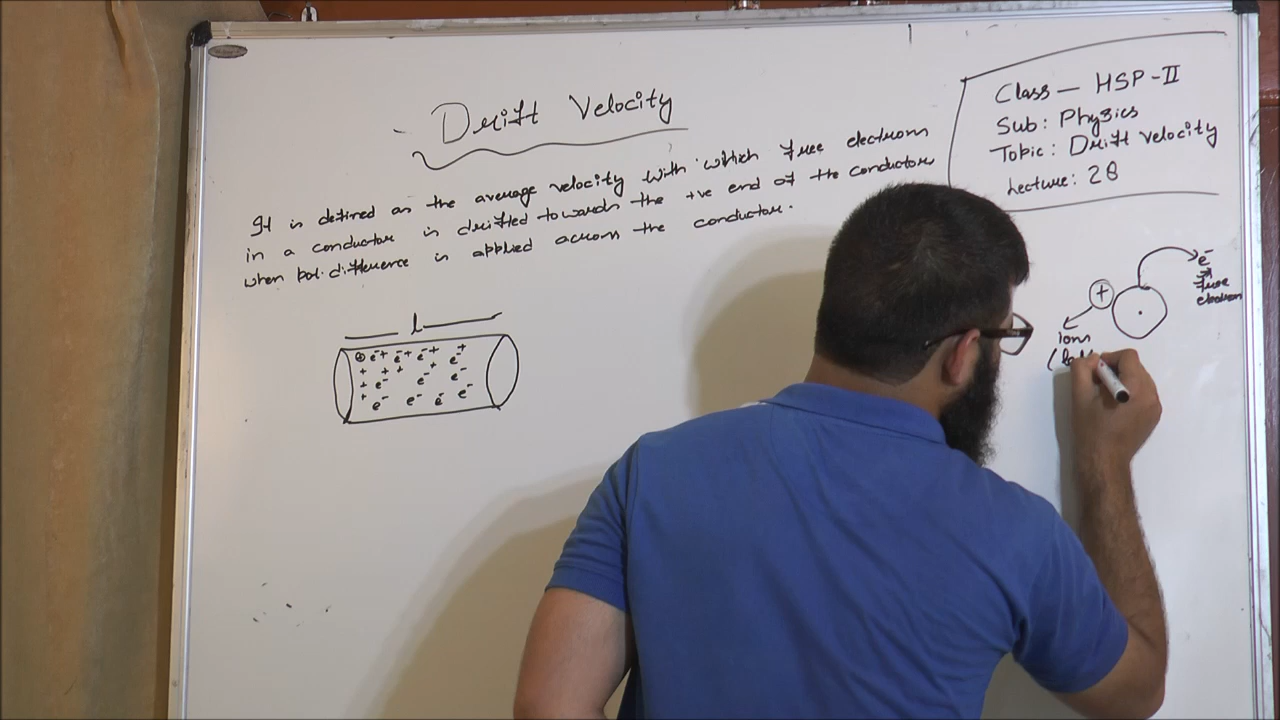 Drift Velocity
It is defined as the average velocity with which free electrons
in a conductor is drifted towards the +ve end of the conductor
when pot. difference is applied across the conductor.
Class — HSP-II
Sub: Physics
Topic: Drift Velocity
Lecture: 28
l
⊕ e⁻ + e⁻ + e⁻ + e⁻ +
+ + + e⁻ + e⁻
+ e⁻
+ e⁻ e⁻ e⁻ e⁻
e⁻
free
electron
+
ions